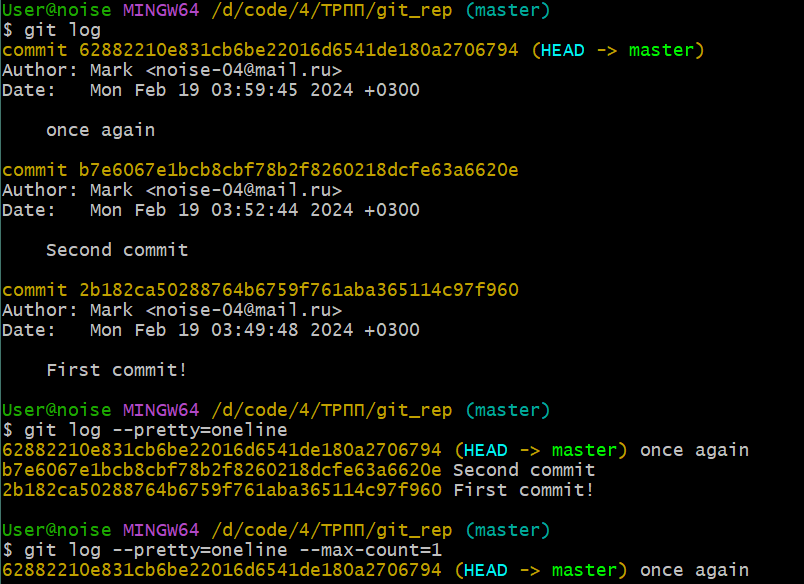 User@noise MINGW64 /d/code/4/ТРПП/git_rep (master)
$ git log
commit 62882210e831cb6be22016d6541de180a2706794 (HEAD -> master)
Author: Mark <noise-04@mail.ru>
Date:   Mon Feb 19 03:59:45 2024 +0300
    once again
commit b7e6067e1bcb8cbf78b2f8260218dcfe63a6620e
Author: Mark <noise-04@mail.ru>
Date:   Mon Feb 19 03:52:44 2024 +0300
    Second commit
commit 2b182ca50288764b6759f761aba365114c97f960
Author: Mark <noise-04@mail.ru>
Date:   Mon Feb 19 03:49:48 2024 +0300
    First commit!
User@noise MINGW64 /d/code/4/ТРПП/git_rep (master)
$ git log --pretty=oneline
62882210e831cb6be22016d6541de180a2706794 (HEAD -> master) once again
b7e6067e1bcb8cbf78b2f8260218dcfe63a6620e Second commit
2b182ca50288764b6759f761aba365114c97f960 First commit!
User@noise MINGW64 /d/code/4/ТРПП/git_rep (master)
$ git log --pretty=oneline --max-count=1
62882210e831cb6be22016d6541de180a2706794 (HEAD -> master) once again